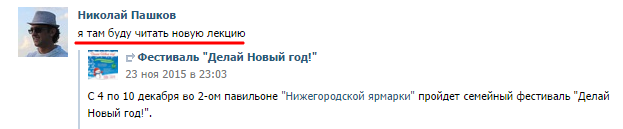 Николай Пашков
я там буду читать новую лекцию
Фестиваль "Делай Новый год!"
23 ноя 2015 в 23:03
С 4 по 10 декабря во 2-ом павильоне "Нижегородской ярмарки" пройдет семейный фестиваль "Делай
Новый год!".